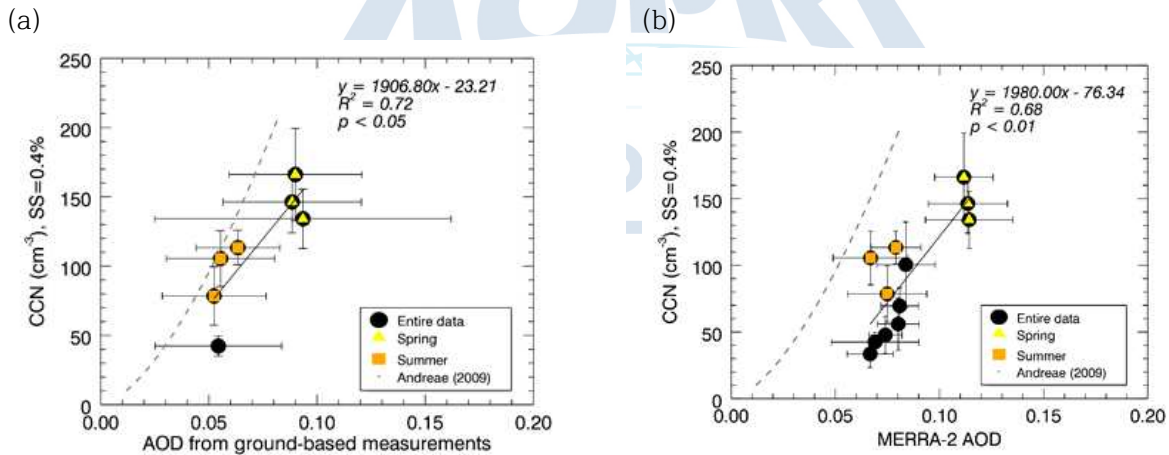 (a)
250
200
150
100
50
0
CCN (cm⁻³), SS=0.4%
y = 1906.80x - 23.21
R² = 0.72
p < 0.05
Entire data
Spring
Summer
Andreae (2009)
0.00 0.05 0.10 0.15 0.20
AOD from ground-based measurements
(b)
250
200
150
100
50
0
CCN (cm⁻³), SS=0.4%
y = 1980.00x - 76.34
R² = 0.68
p < 0.01
Entire data
Spring
Summer
Andreae (2009)
0.00 0.05 0.10 0.15 0.20
MERRA-2 AOD